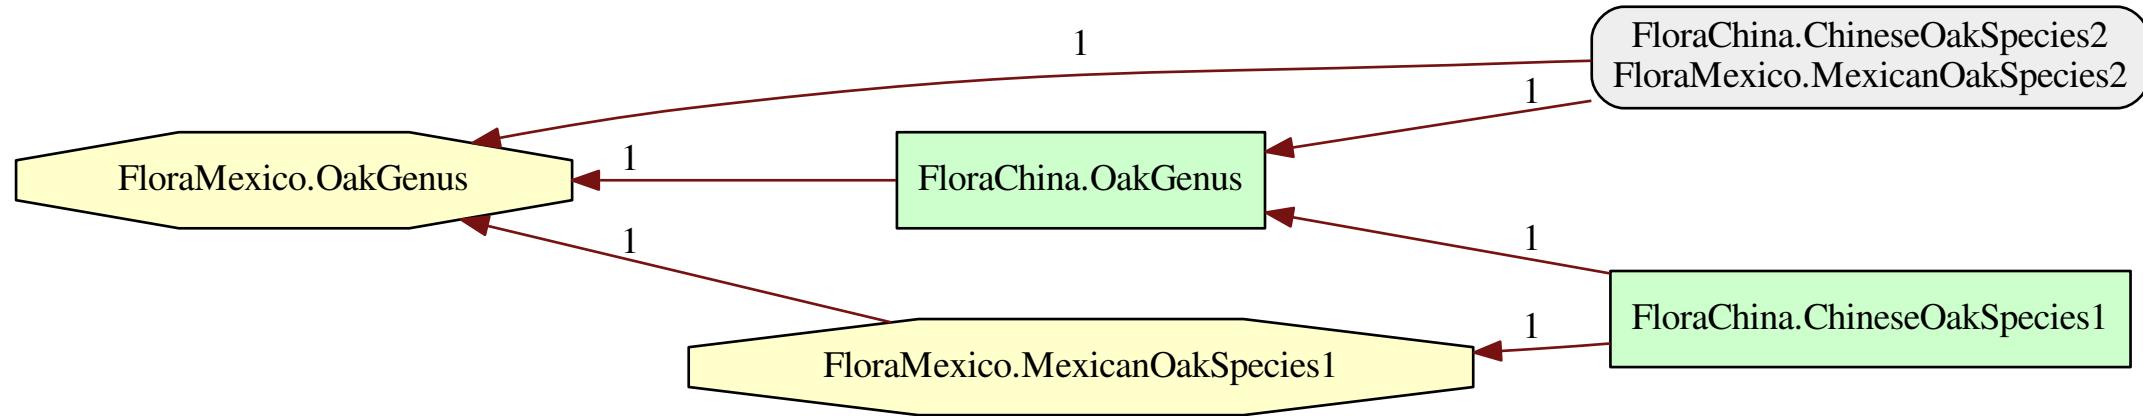 FloraChina.ChineseOakSpecies2
FloraMexico.MexicanOakSpecies2
1
1
FloraMexico.OakGenus
1
FloraChina.OakGenus
1
1
FloraChina.ChineseOakSpecies1
1
FloraMexico.MexicanOakSpecies1